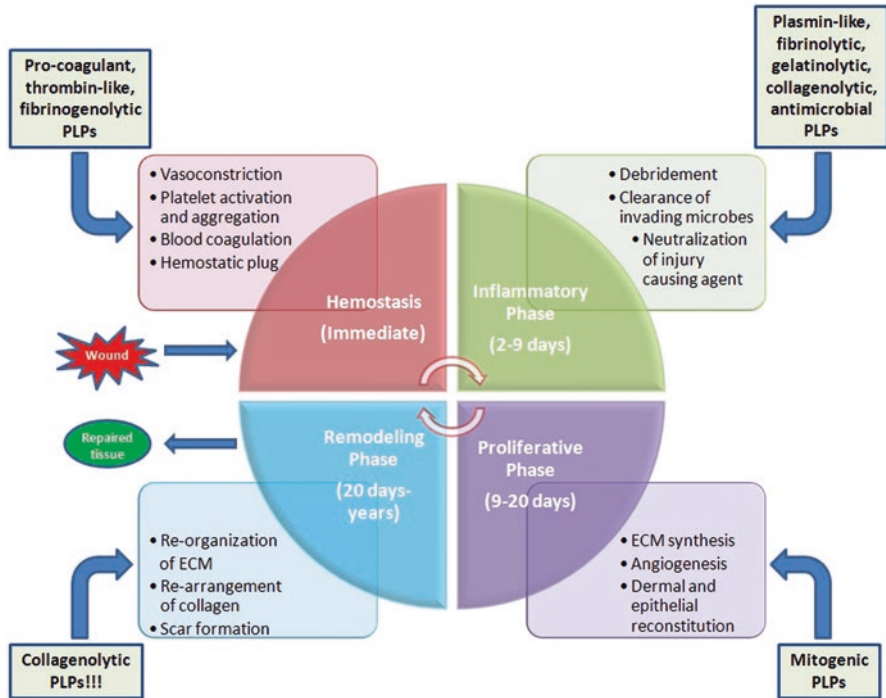 Pro-coagulant,
thrombin-like,
fibrinogenolytic
PLPs
Plasmin-like,
fibrinolytic,
gelatinolytic,
collagenolytic,
antimicrobial
PLPs
• Vasoconstriction
• Platelet activation
and aggregation
• Blood coagulation
• Hemostatic plug
• Debridement
• Clearance of
invading microbes
• Neutralization
of injury
causing agent
Hemostasis
(Immediate)
Inflammatory
Phase
(2-9 days)
Wound
Repaired
tissue
Remodeling
Phase
(20 days-
years)
Proliferative
Phase
(9-20 days)
• Re-organization
of ECM
• Re-arrangement
of collagen
• Scar formation
• ECM synthesis
• Angiogenesis
• Dermal and
epithelial
reconstitution
Collagenolytic
PLPs!!!
Mitogenic
PLPs